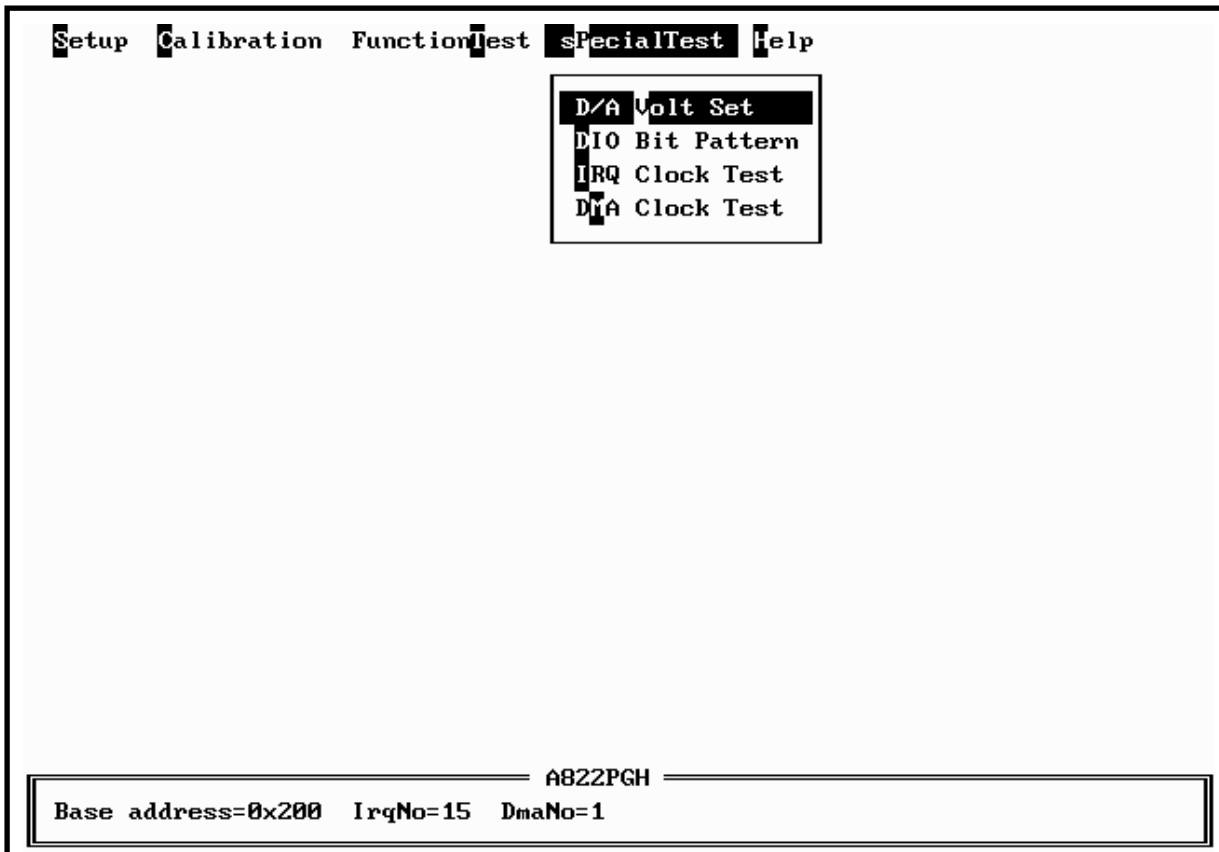 Setup Calibration FunctionTest sPecialTest Help
D/A Volt Set
DIO Bit Pattern
IRQ Clock Test
DMA Clock Test
A822PGH
Base address=0x200 IrqNo=15 DmaNo=1